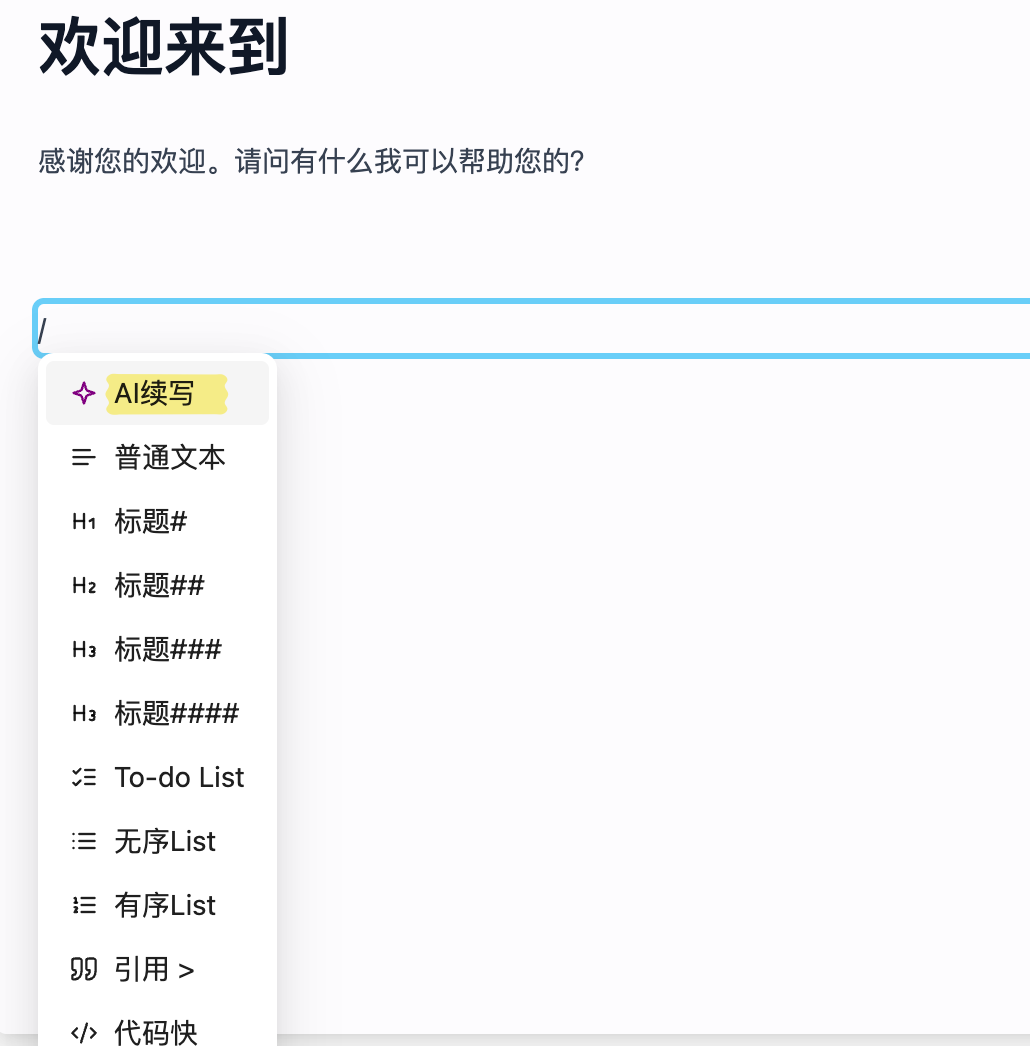 欢迎来到
感谢您的欢迎。请问有什么我可以帮助您的?
/
AI续写
普通文本
H1 标题#
H2 标题##
H3 标题###
H3 标题####
To-do List
无序List
有序List
引用 >
</> 代码快